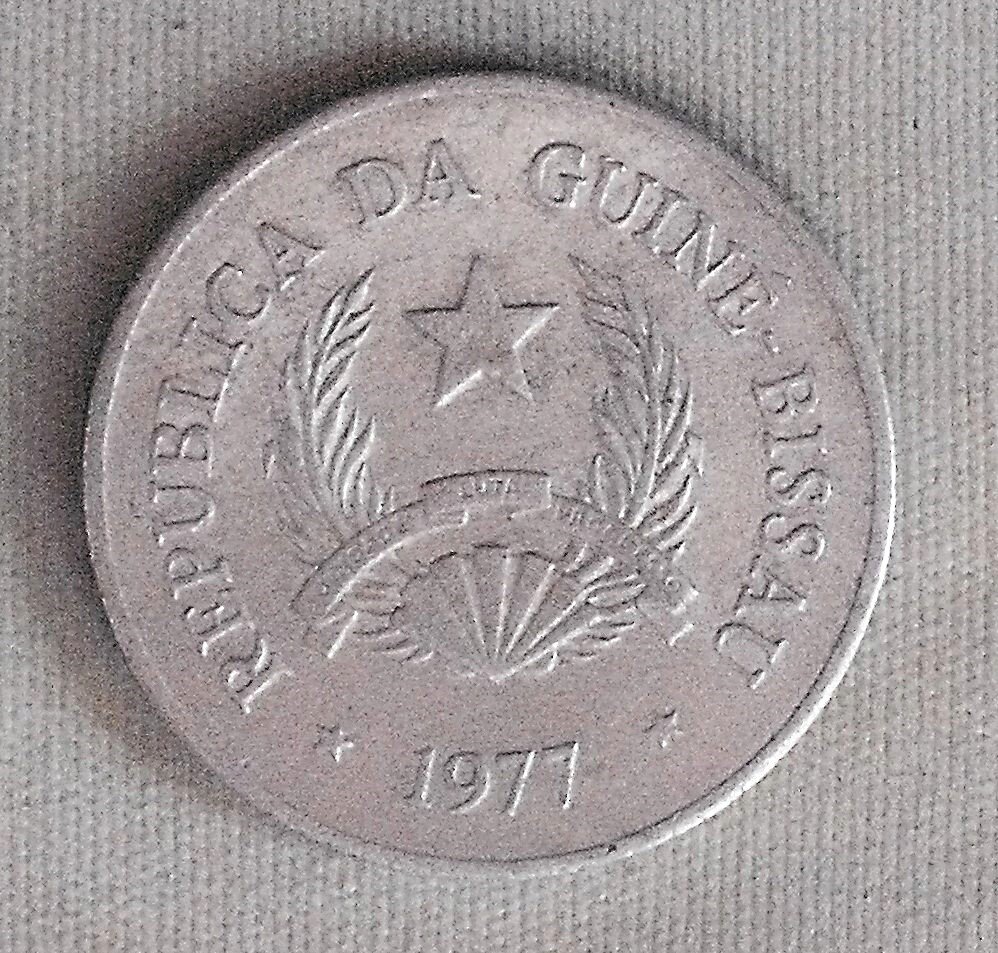 REPÚBLICA DA GUINÉ-BISSAU
1977